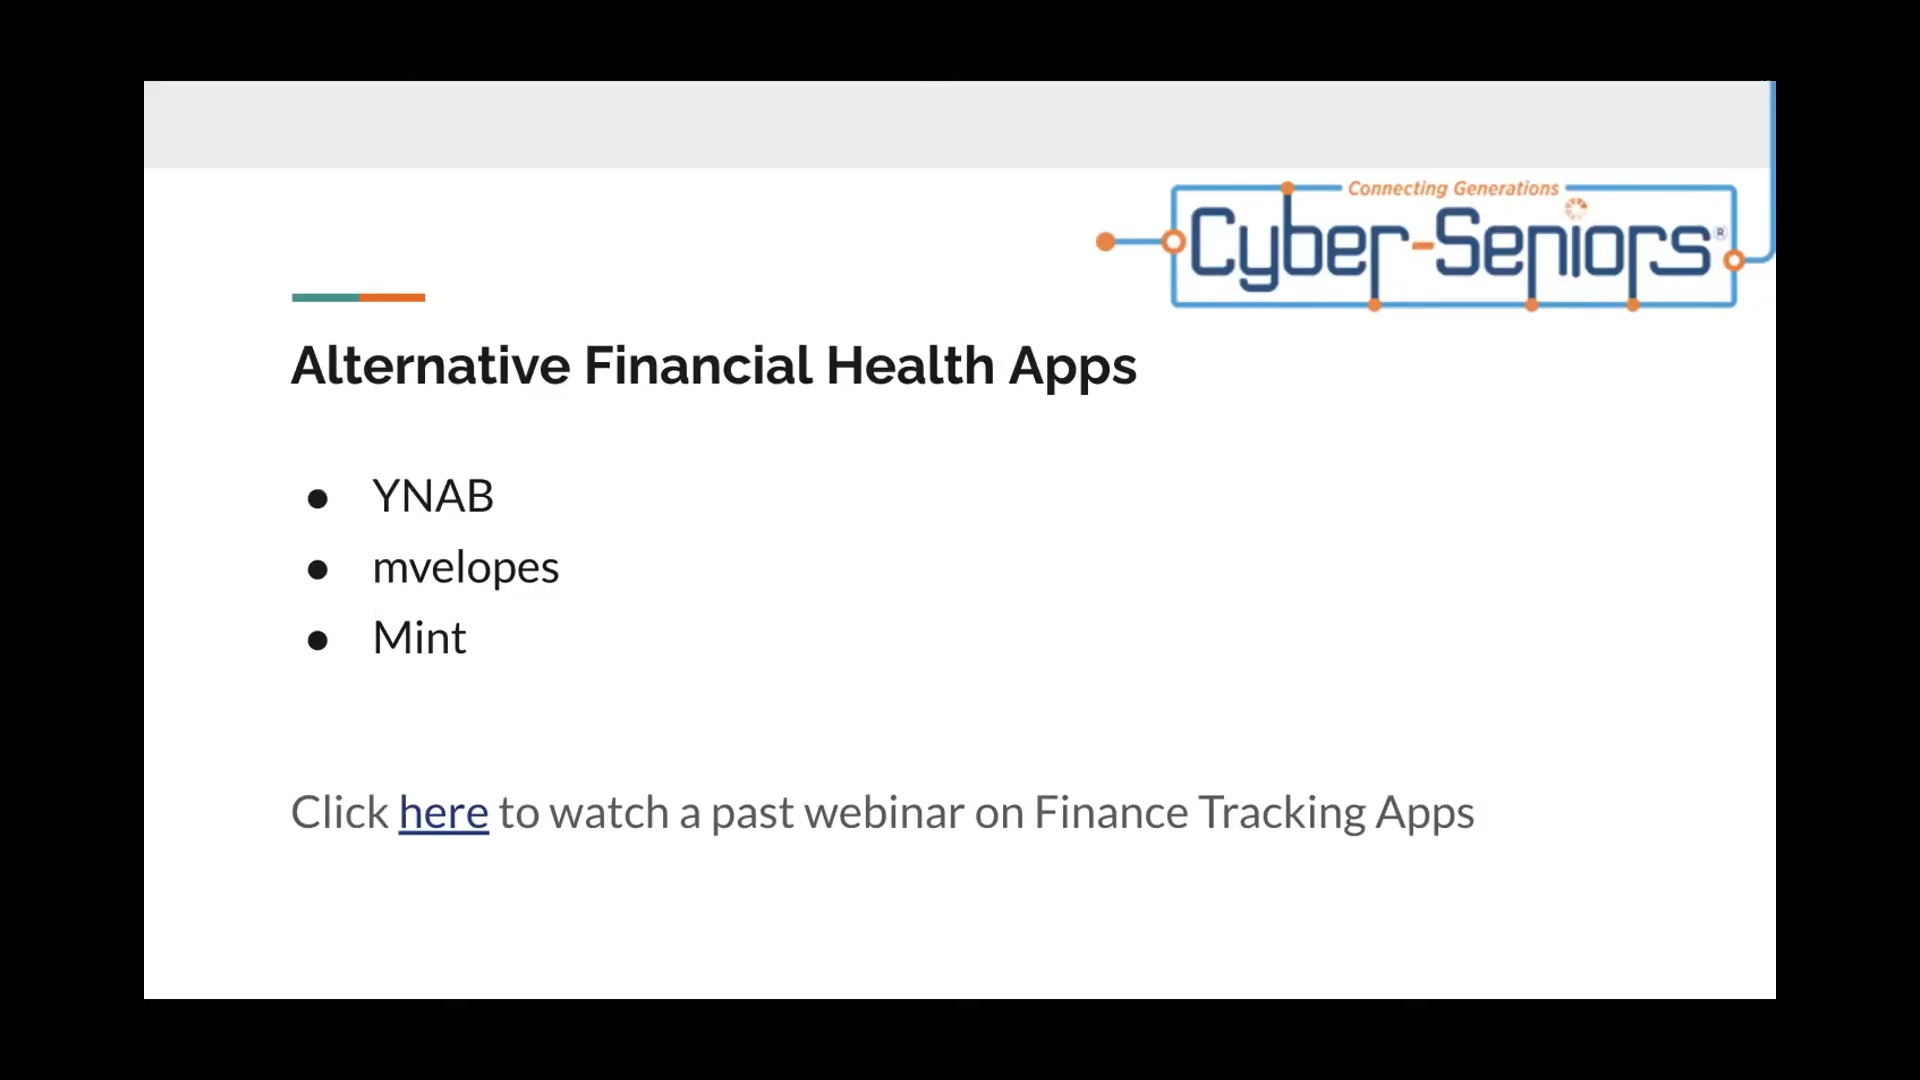 Connecting Generations
Cyber-Seniors®
Alternative Financial Health Apps
● YNAB
● mvelopes
● Mint
Click here to watch a past webinar on Finance Tracking Apps